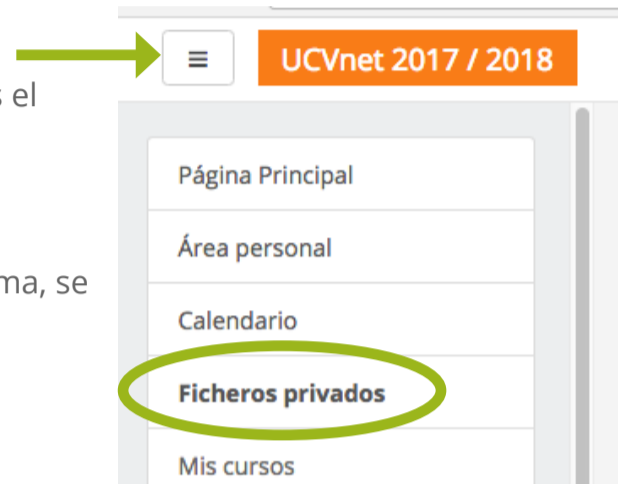 UCVnet 2017 / 2018
s el
Página Principal
Área personal
ma, se
Calendario
Ficheros privados
Mis cursos